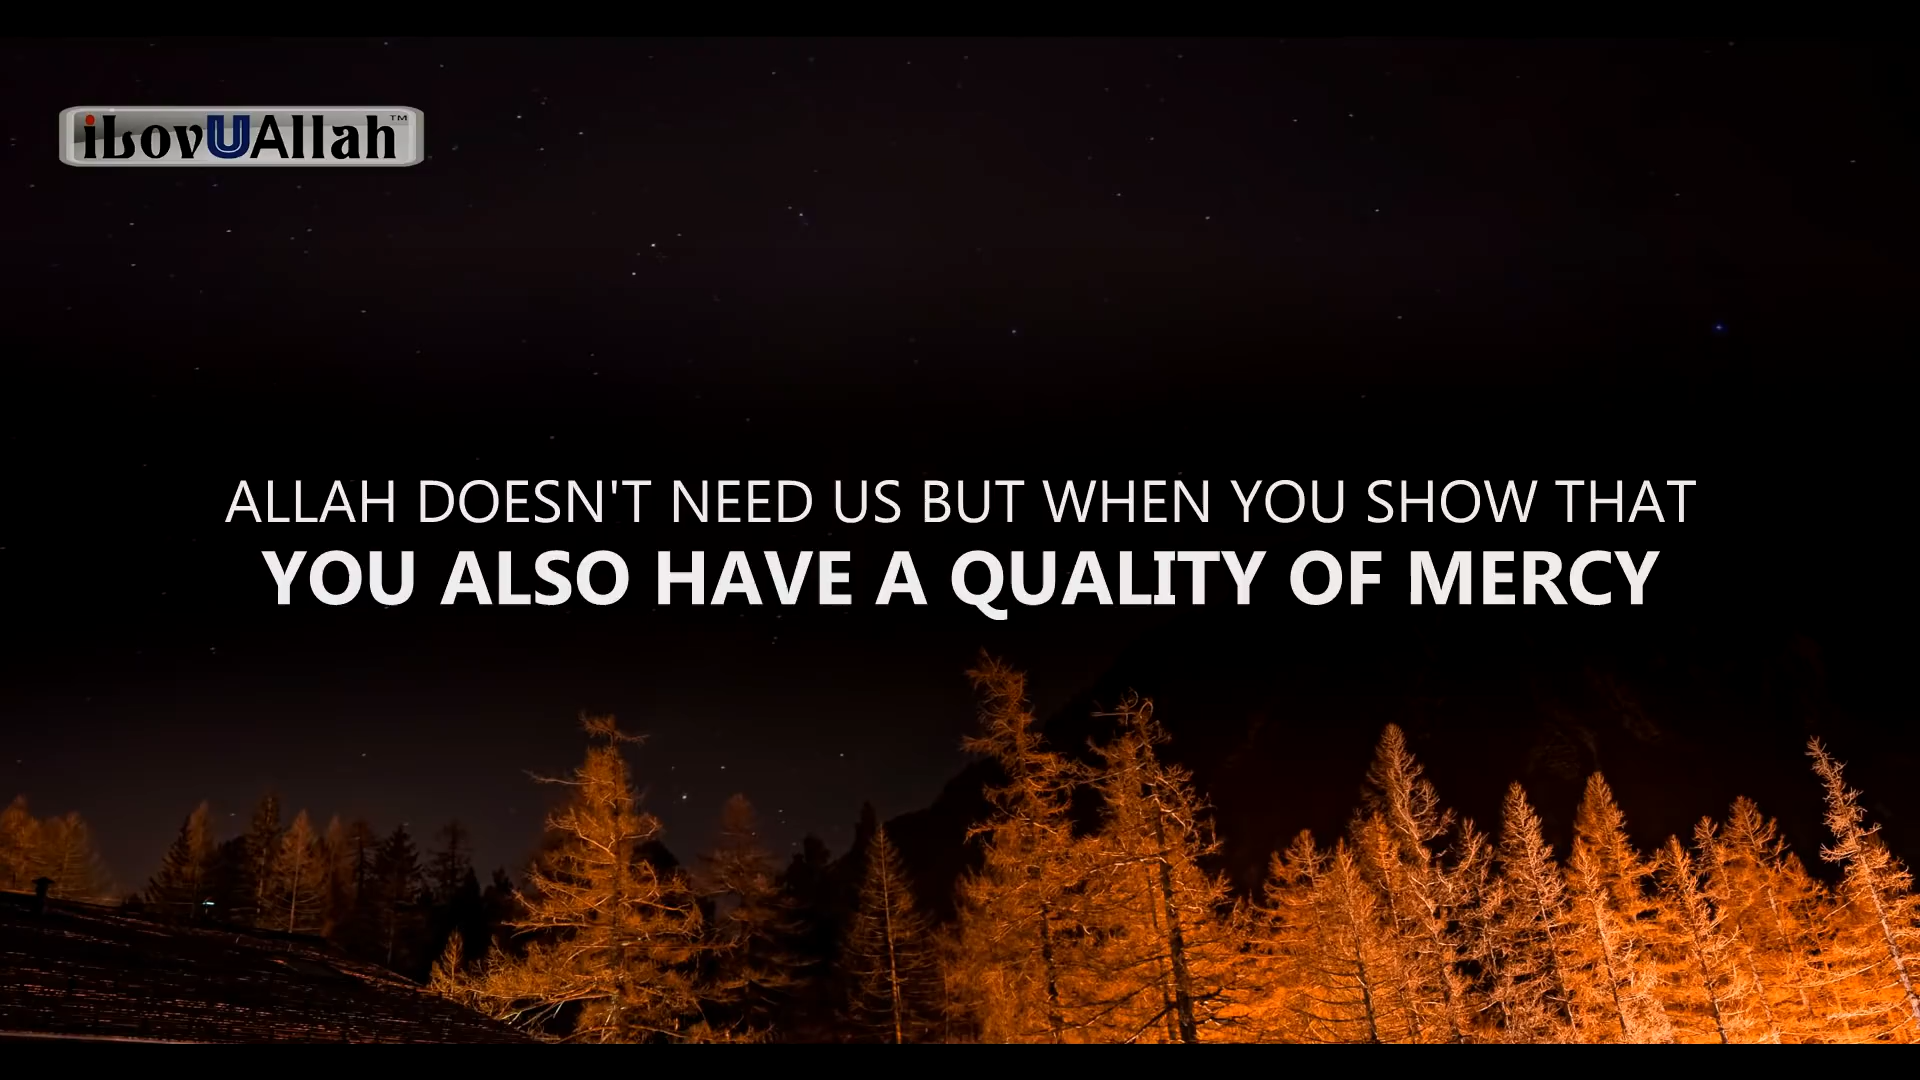 iLovUAllah™
ALLAH DOESN'T NEED US BUT WHEN YOU SHOW THAT
YOU ALSO HAVE A QUALITY OF MERCY